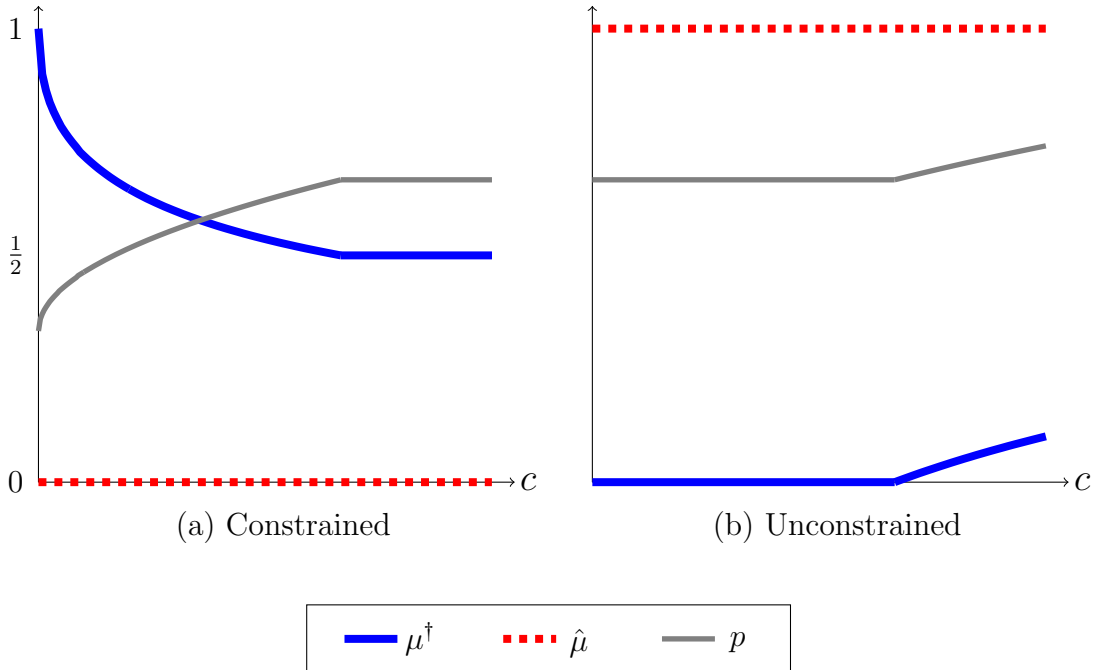 1
1/2
0
c
c
(a) Constrained
(b) Unconstrained
μ† μ̂ p